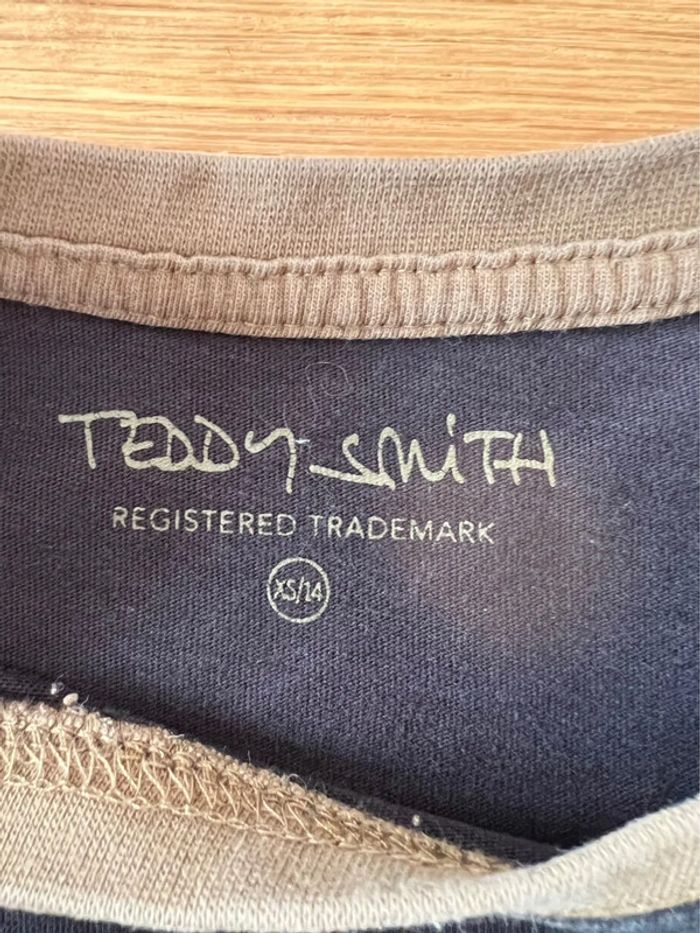 TEDDY SMITH
REGISTERED TRADEMARK
XS/14